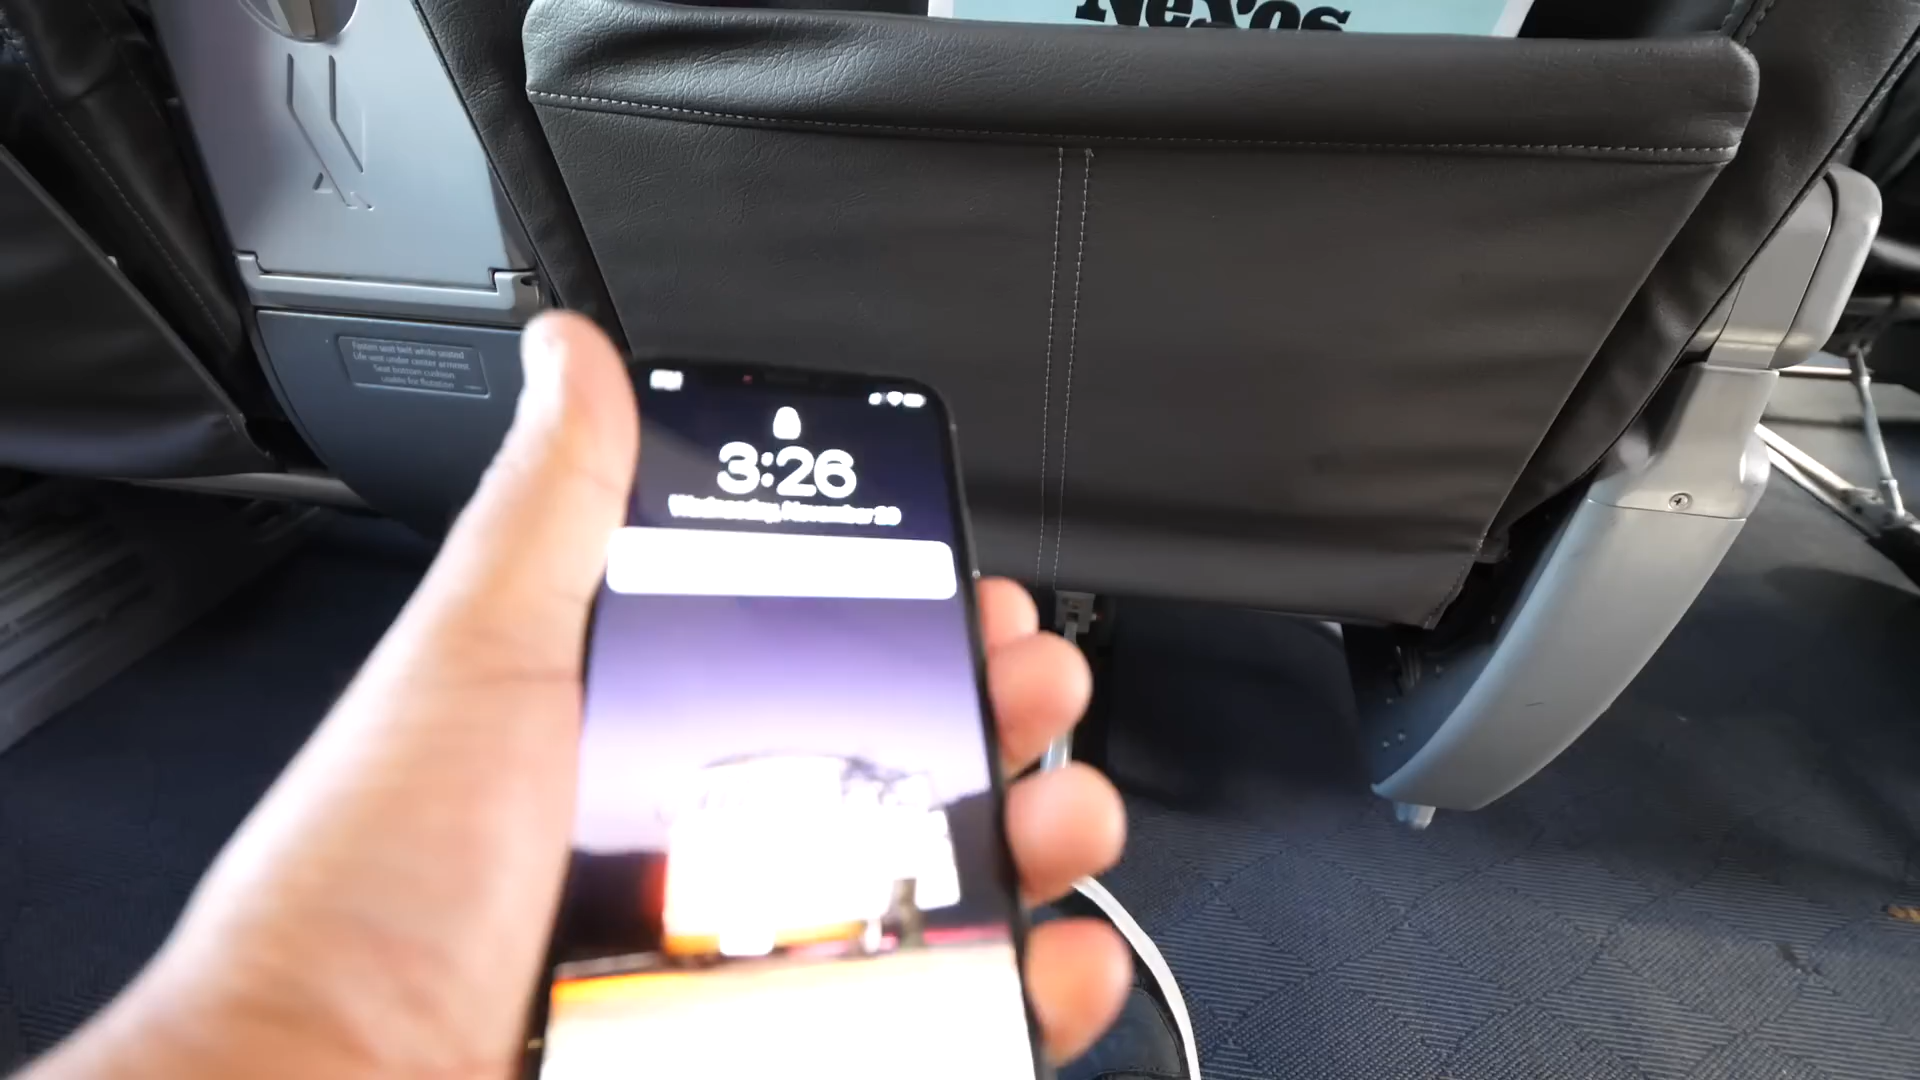 Nexos
Fasten seat belt while seated
Life vest under center armrest
Seat bottom cushion
usable for flotation
3:26
Wednesday, November 20